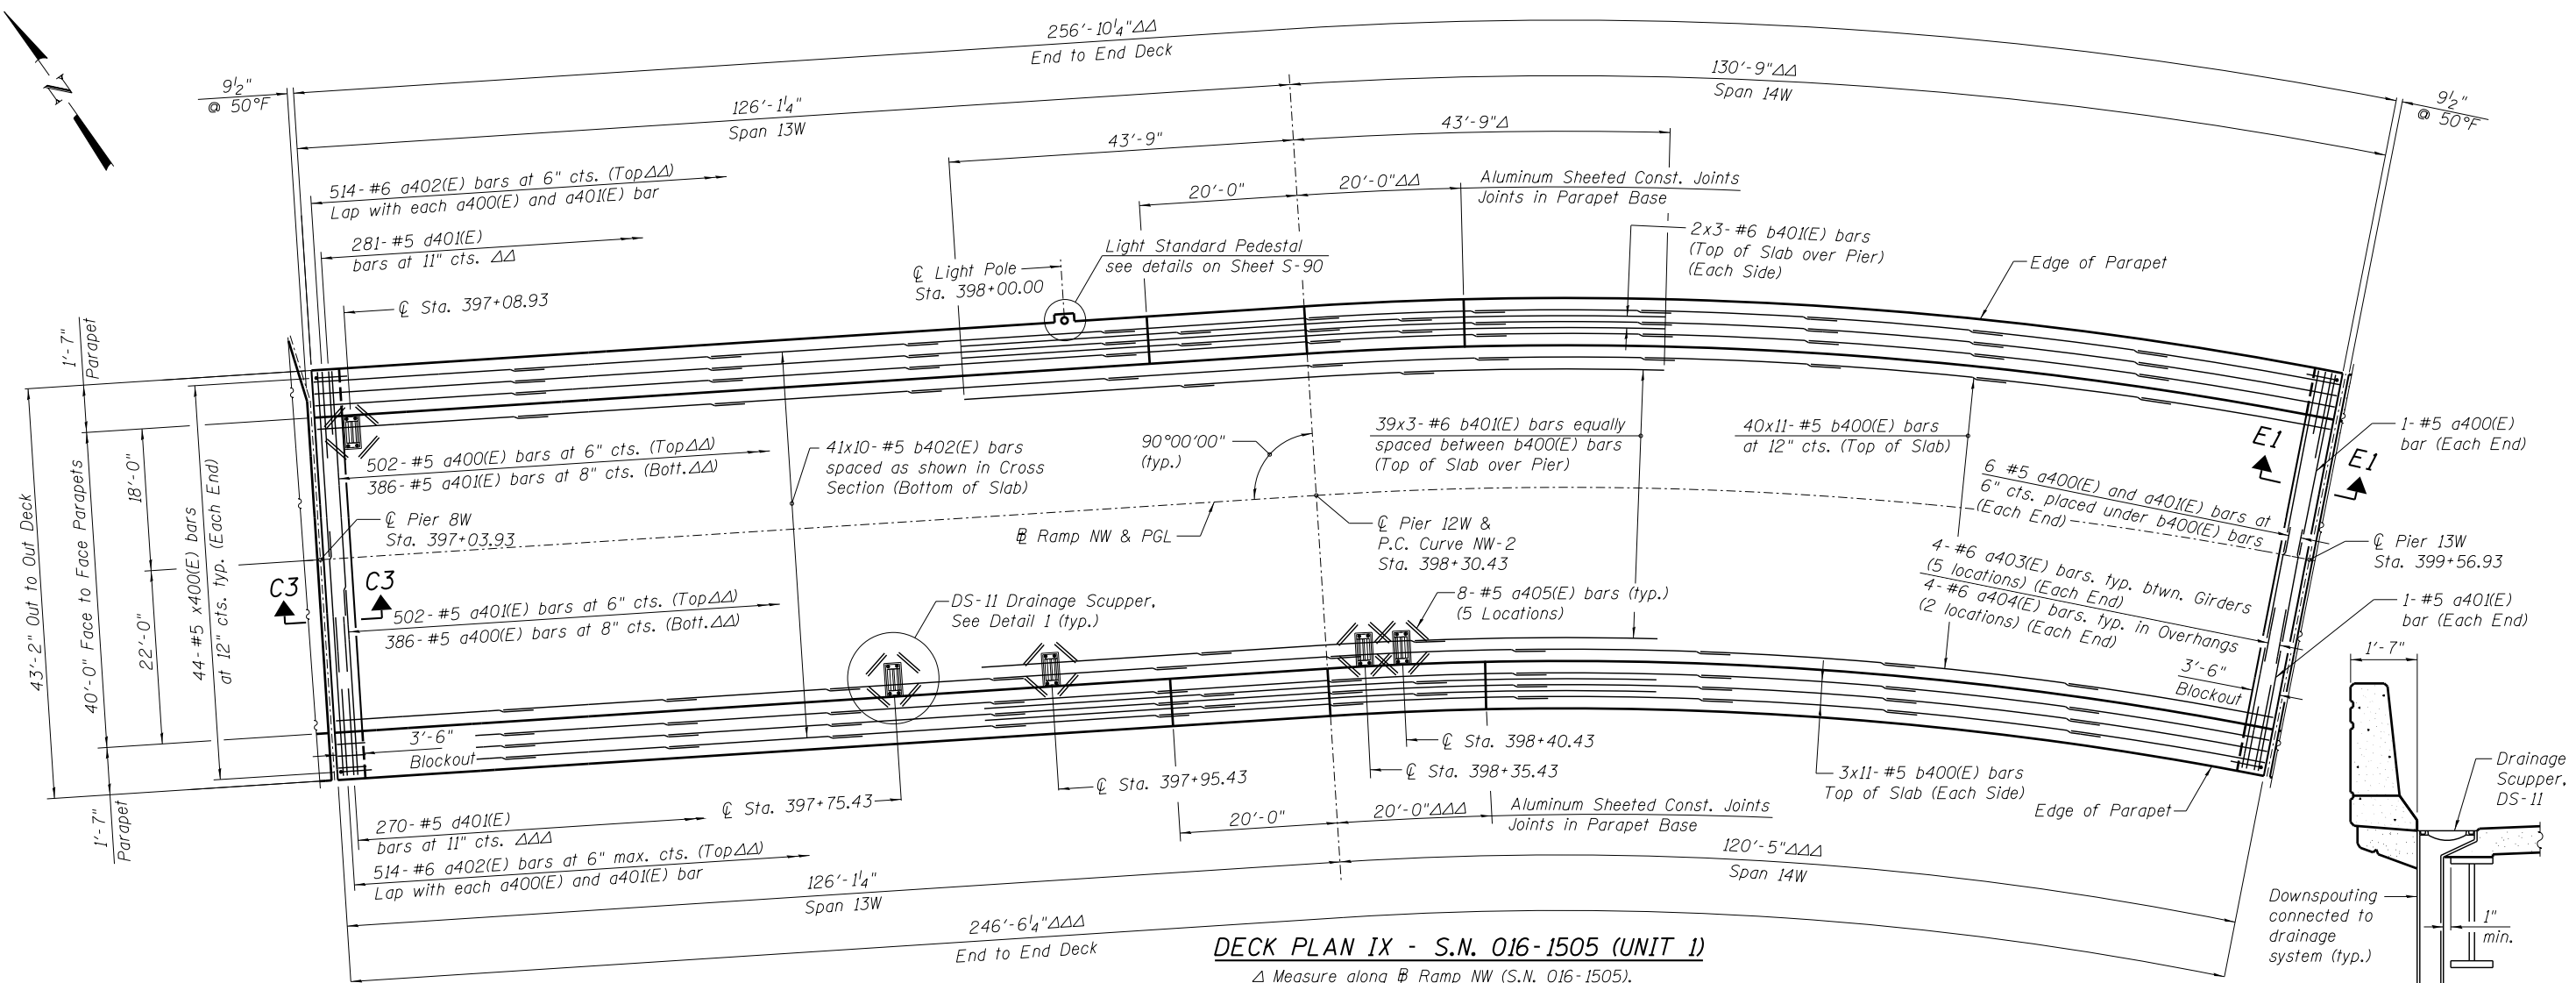 256'-10¼"ΔΔ
End to End Deck
9½"
@ 50°F
126'-1¼"
Span 13W
130'-9"ΔΔ
Span 14W
9½"
@ 50°F
N
43'-9"
43'-9"Δ
514-#6 a402(E) bars at 6" cts. (TopΔΔ)
Lap with each a400(E) and a401(E) bar
20'-0"
20'-0"ΔΔ
Aluminum Sheeted Const. Joints
Joints in Parapet Base
281-#5 d401(E)
bars at 11" cts. ΔΔ
Light Standard Pedestal
see details on Sheet S-90
2x3-#6 b401(E) bars
(Top of Slab over Pier)
(Each Side)
Edge of Parapet
℄ Light Pole
Sta. 398+00.00
℄ Sta. 397+08.93
1'-7"
Parapet
43'-2" Out to Out Deck
40'-0" Face to Face Parapets
18'-0"
22'-0"
44-#5 x400(E) bars
at 12" cts. typ. (Each End)
1'-7"
Parapet
502-#5 a400(E) bars at 6" cts. (TopΔΔ)
386-#5 a401(E) bars at 8" cts. (Bott.ΔΔ)
41x10-#5 b402(E) bars
spaced as shown in Cross
Section (Bottom of Slab)
90°00'00"
(typ.)
39x3-#6 b401(E) bars equally
spaced between b400(E) bars
(Top of Slab over Pier)
40x11-#5 b400(E) bars
at 12" cts. (Top of Slab)
1-#5 a400(E)
bar (Each End)
E1
E1
6 #5 a400(E) and a401(E) bars at
6" cts. placed under b400(E) bars
(Each End)
℄ Pier 8W
Sta. 397+03.93
℄ Pier 12W &
P.C. Curve NW-2
Sta. 398+30.43
℄ Pier 13W
Sta. 399+56.93
B Ramp NW & PGL
C3
C3
4-#6 a403(E) bars. typ. btwn. Girders
(5 locations) (Each End)
4-#6 a404(E) bars. typ. in Overhangs
(2 locations) (Each End)
502-#5 a401(E) bars at 6" cts. (TopΔΔ)
386-#5 a400(E) bars at 8" cts. (Bott.ΔΔ)
DS-11 Drainage Scupper,
See Detail 1 (typ.)
8-#5 a405(E) bars (typ.)
(5 Locations)
1-#5 a401(E)
bar (Each End)
1'-7"
3'-6"
Blockout
3'-6"
Blockout
℄ Sta. 398+40.43
℄ Sta. 398+35.43
℄ Sta. 397+95.43
℄ Sta. 397+75.43
3x11-#5 b400(E) bars
Top of Slab (Each Side)
Edge of Parapet
Drainage
Scupper,
DS-11
270-#5 d401(E)
bars at 11" cts. ΔΔΔ
20'-0"
20'-0"ΔΔΔ
Aluminum Sheeted Const. Joints
Joints in Parapet Base
514-#6 a402(E) bars at 6" max. cts. (TopΔΔ)
Lap with each a400(E) and a401(E) bar
126'-1¼"
Span 13W
120'-5"ΔΔΔ
Span 14W
246'-6¼"ΔΔΔ
End to End Deck
Downspouting
connected to
drainage
system (typ.)
1"
min.
DECK PLAN IX - S.N. 016-1505 (UNIT 1)
Δ Measure along B Ramp NW (S.N. 016-1505).